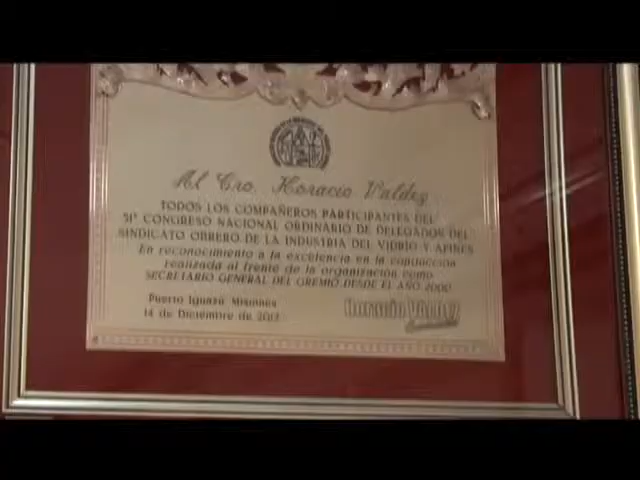 Al Cro. Horacio Valdez
TODOS LOS COMPAÑEROS PARTICIPANTES DEL
51º CONGRESO NACIONAL ORDINARIO DE DELEGADOS DEL
SINDICATO OBRERO DE LA INDUSTRIA DEL VIDRIO Y AFINES
En reconocimiento a la excelencia en la conducción
realizada al frente de la organización como
SECRETARIO GENERAL DEL GREMIO DESDE EL AÑO 2000
Puerto Iguazú Misiones
14 de Diciembre de 2012
Horacio VALDEZ